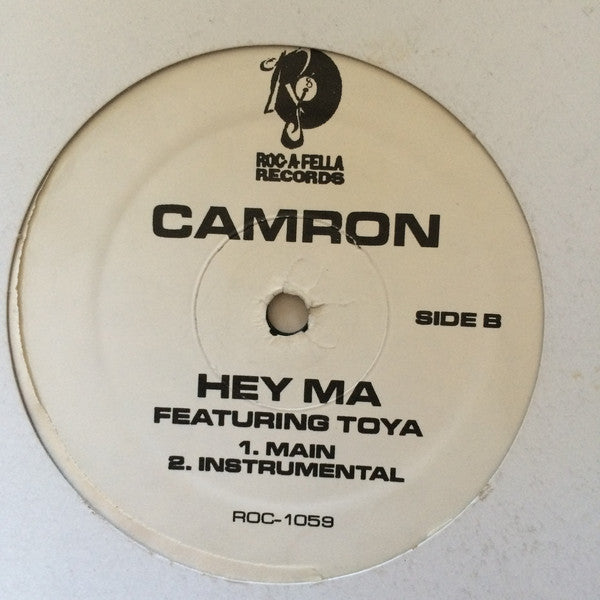 ROC-A-FELLA
RECORDS
CAMRON
SIDE B
HEY MA
FEATURING TOYA
1. MAIN
2. INSTRUMENTAL
ROC-1059